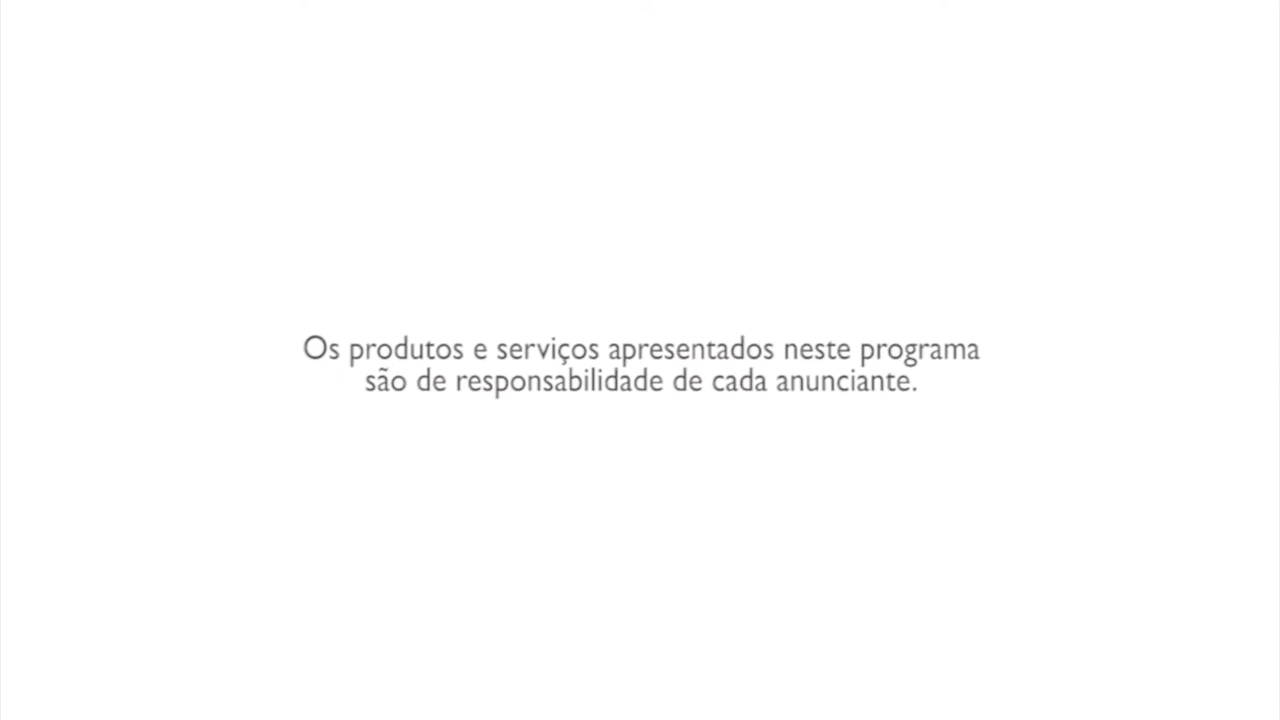 Os produtos e serviços apresentados neste programa
são de responsabilidade de cada anunciante.